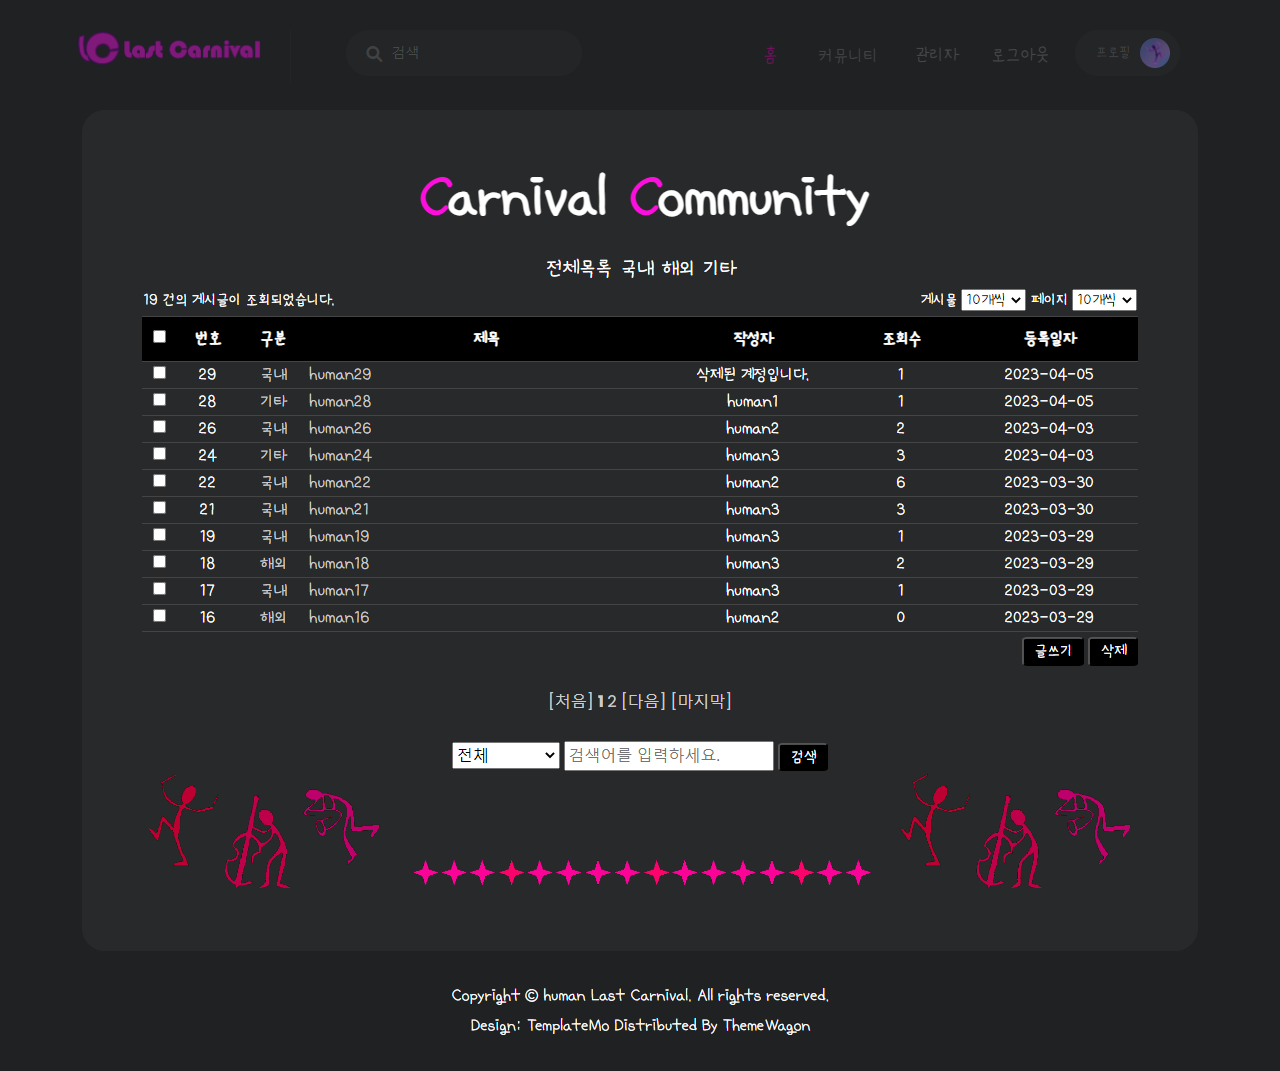 Last Carnival 검색 홈 커뮤니티 관리자 로그아웃 프로필
Carnival Community
전체목록 국내 해외 기타
19 건의 게시글이 조회되었습니다. 게시물 10개씩 페이지 10개씩
번호 구분 제목 작성자 조회수 등록일자
29 국내 human29 삭제된 계정입니다. 1 2023-04-05
28 기타 human28 human1 1 2023-04-05
26 국내 human26 human2 2 2023-04-03
24 기타 human24 human3 3 2023-04-03
22 국내 human22 human2 6 2023-03-30
21 국내 human21 human3 3 2023-03-30
19 국내 human19 human3 1 2023-03-29
18 해외 human18 human3 2 2023-03-29
17 국내 human17 human3 1 2023-03-29
16 해외 human16 human2 0 2023-03-29
글쓰기 삭제
[처음] 1 2 [다음] [마지막]
전체 검색어를 입력하세요. 검색
Copyright © human Last Carnival. All rights reserved.
Design: TemplateMo Distributed By ThemeWagon